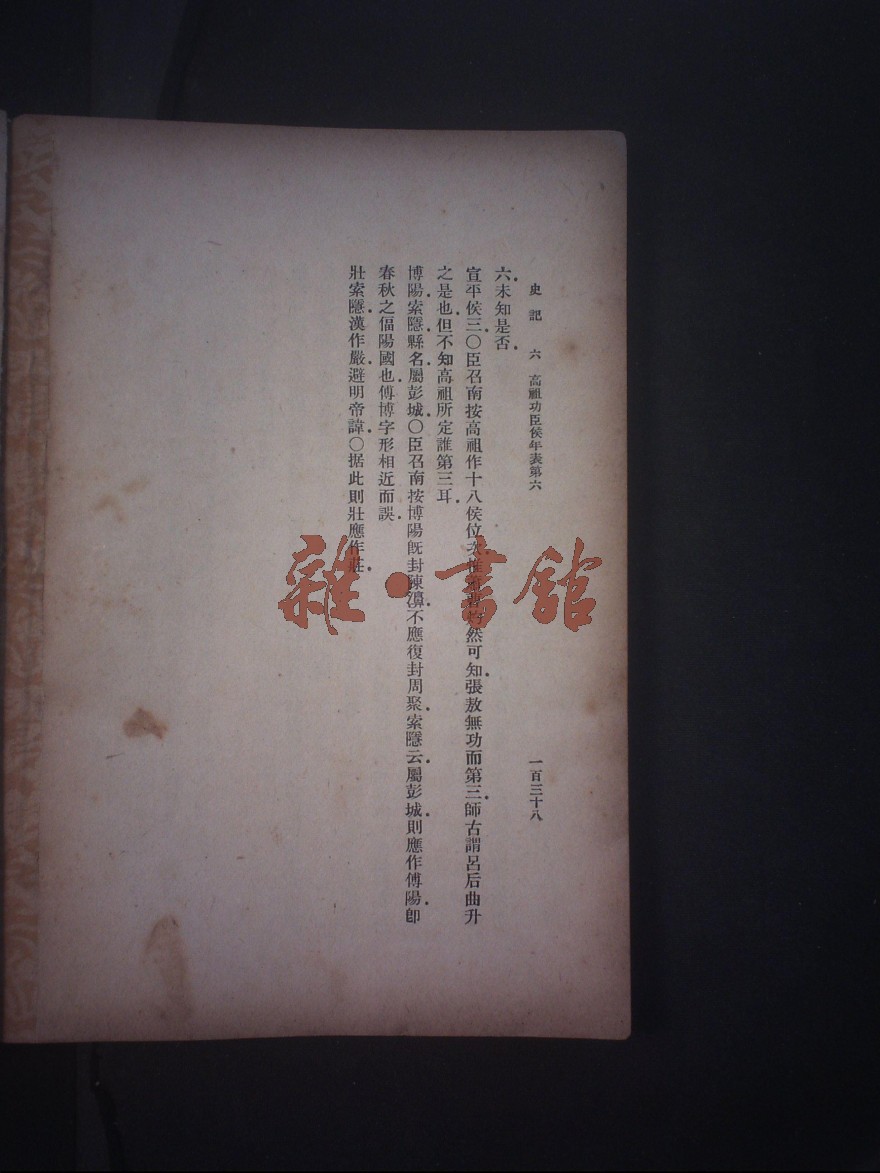 史記 六 高祖功臣侯年表第六 一百三十八
六.未知是否.
宣平侯三.〇臣召南按高祖作十八侯位次.惟然可知.張敖無功而第三.師古謂呂后曲升
之是也.但不知高祖所定誰第三耳.
博陽.索隱.縣名.屬彭城.〇臣召南按博陽旣封陳濞.不應復封周聚.索隱云.屬彭城.則應作傅陽.卽
春秋之偪陽國也.傅博字形相近而誤.
壯索隱.漢作嚴.避明帝諱.〇据此則壯應作莊.
雜·書館